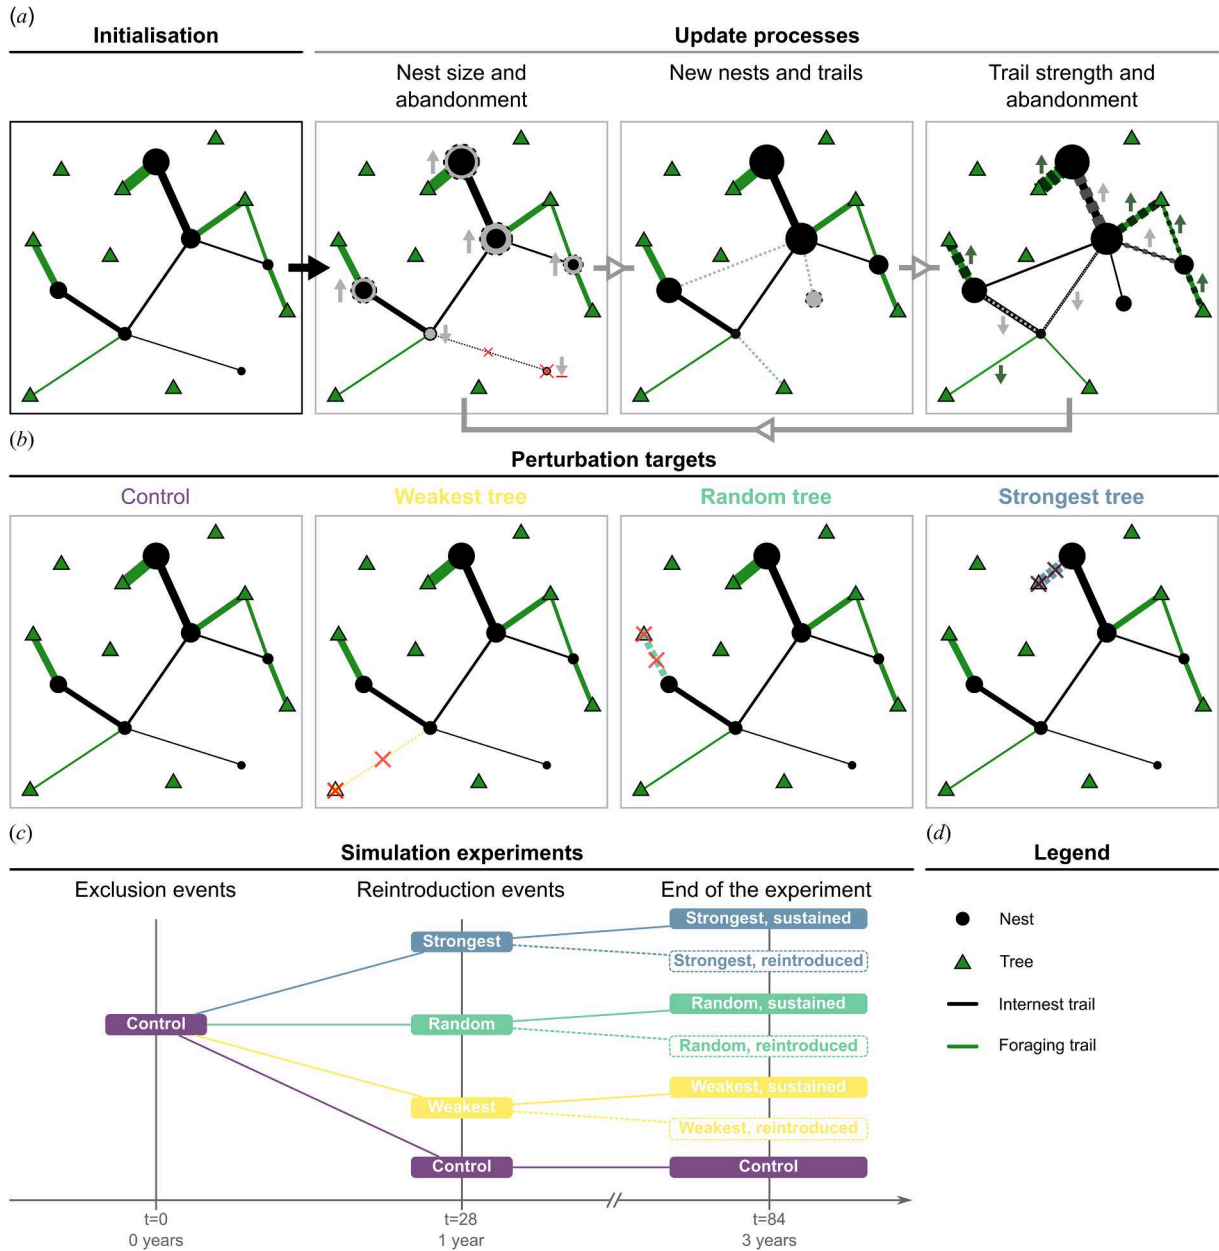 (a)
Initialisation
Update processes
Nest size and
abandonment
New nests and trails
Trail strength and
abandonment
(b)
Perturbation targets
Control
Weakest tree
Random tree
Strongest tree
(c)
(d)
Simulation experiments
Legend
Exclusion events
Reintroduction events
End of the experiment
Strongest, sustained
Strongest
Strongest, reintroduced
Random, sustained
Control
Random
Random, reintroduced
Weakest, sustained
Weakest
Weakest, reintroduced
Control
Control
Nest
Tree
Internest trail
Foraging trail
t=0
0 years
t=28
1 year
t=84
3 years